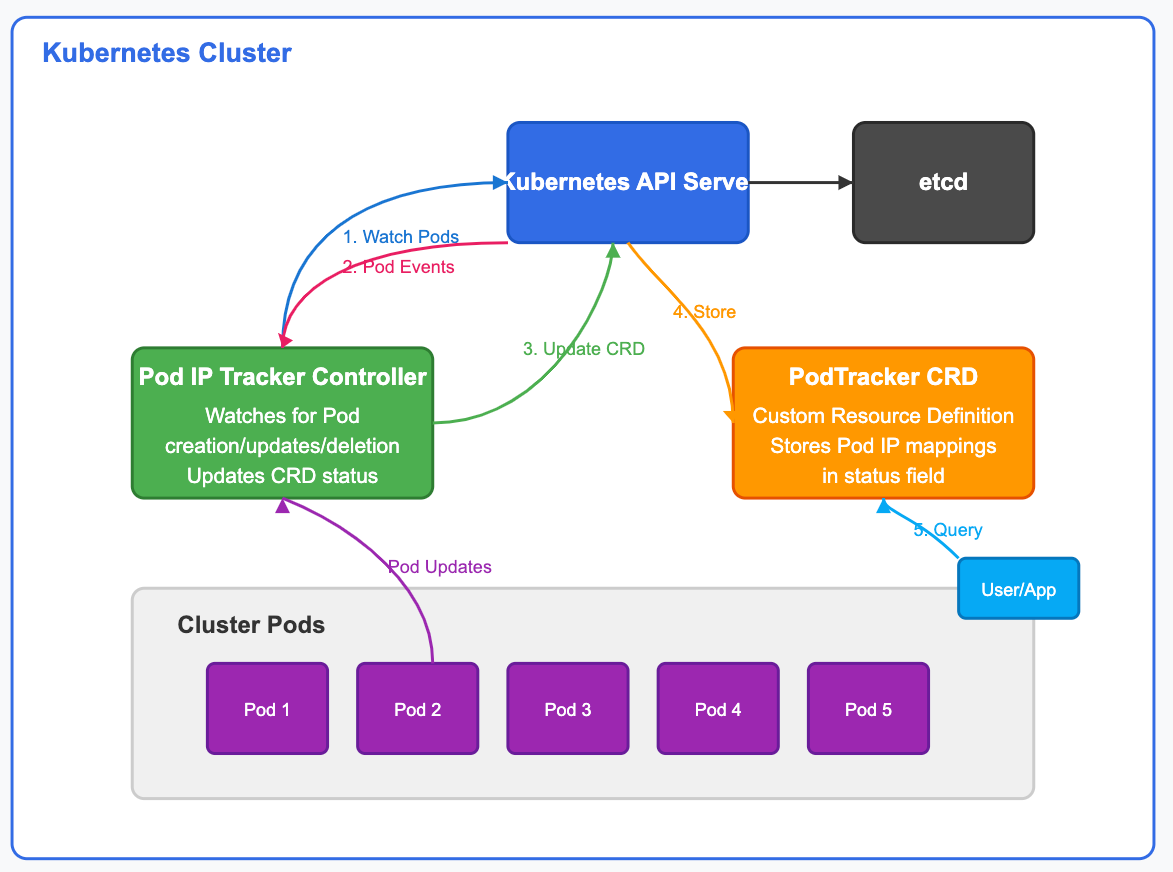 Kubernetes Cluster
Kubernetes API Serve
etcd
1. Watch Pods
2. Pod Events
4. Store
3. Update CRD
Pod IP Tracker Controller
Watches for Pod
creation/updates/deletion
Updates CRD status
PodTracker CRD
Custom Resource Definition
Stores Pod IP mappings
in status field
5. Query
Pod Updates
User/App
Cluster Pods
Pod 1
Pod 2
Pod 3
Pod 4
Pod 5